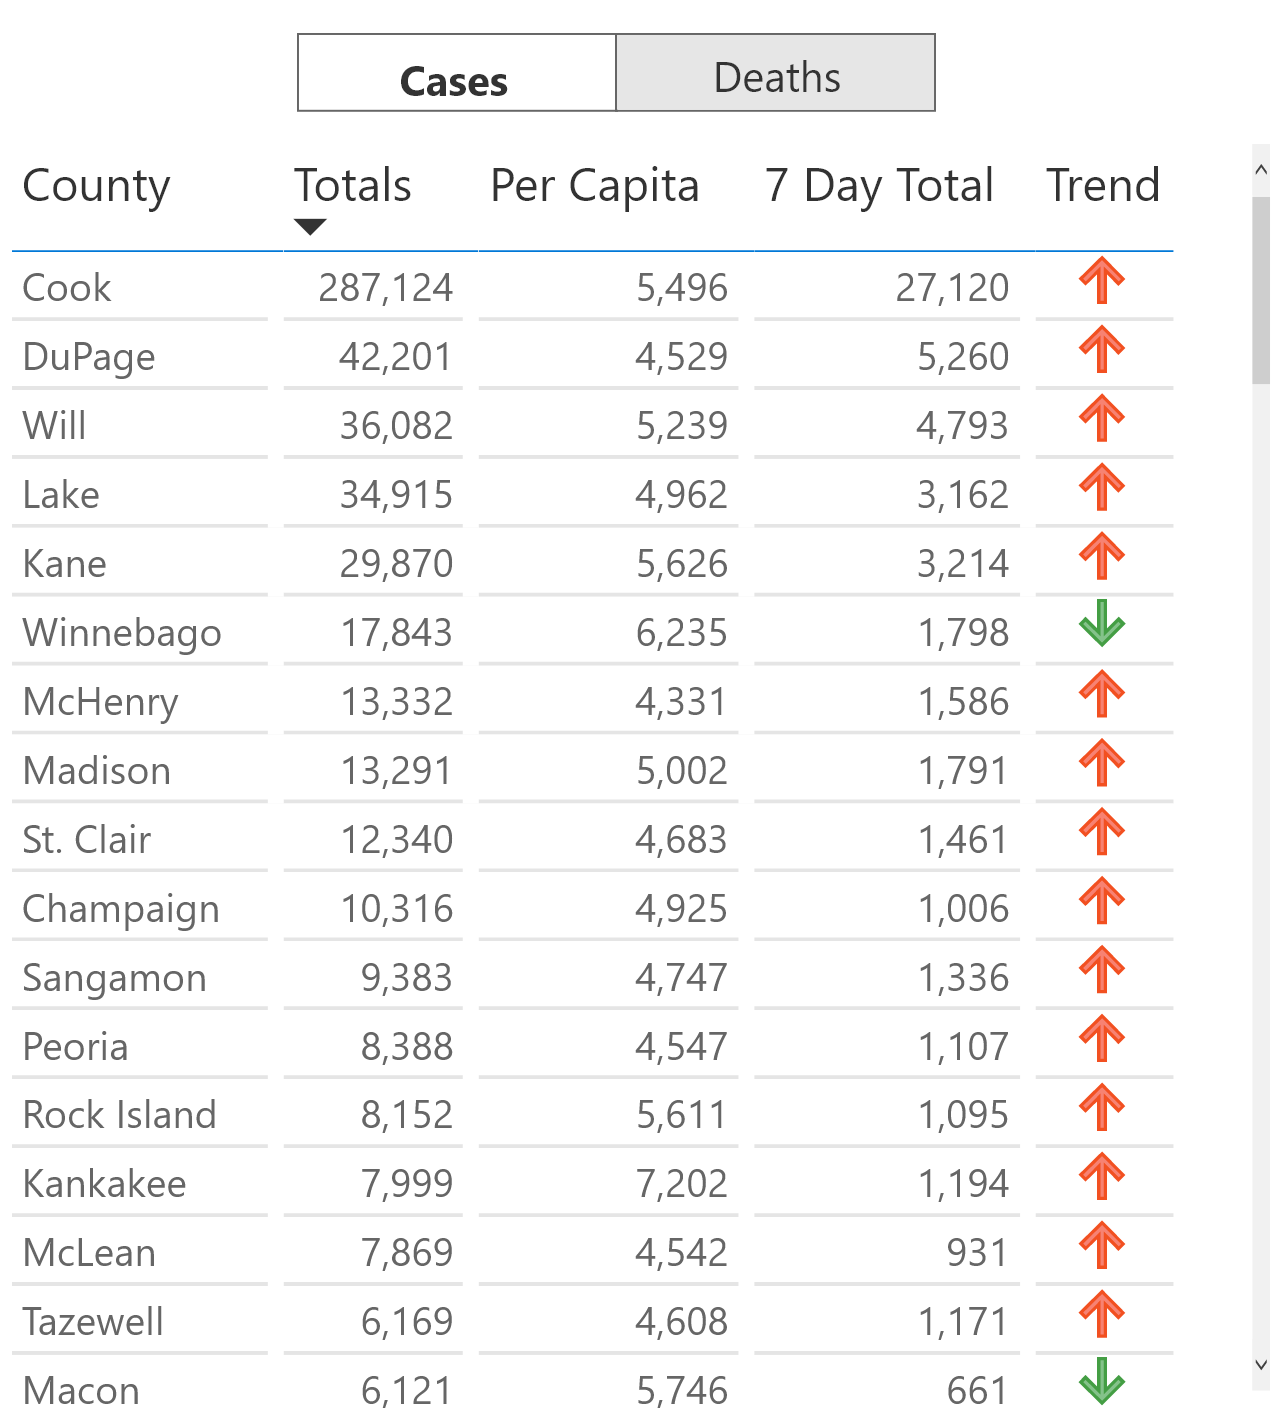 Cases Deaths
County Totals Per Capita 7 Day Total Trend
Cook 287,124 5,496 27,120
DuPage 42,201 4,529 5,260
Will 36,082 5,239 4,793
Lake 34,915 4,962 3,162
Kane 29,870 5,626 3,214
Winnebago 17,843 6,235 1,798
McHenry 13,332 4,331 1,586
Madison 13,291 5,002 1,791
St. Clair 12,340 4,683 1,461
Champaign 10,316 4,925 1,006
Sangamon 9,383 4,747 1,336
Peoria 8,388 4,547 1,107
Rock Island 8,152 5,611 1,095
Kankakee 7,999 7,202 1,194
McLean 7,869 4,542 931
Tazewell 6,169 4,608 1,171
Macon 6,121 5,746 661